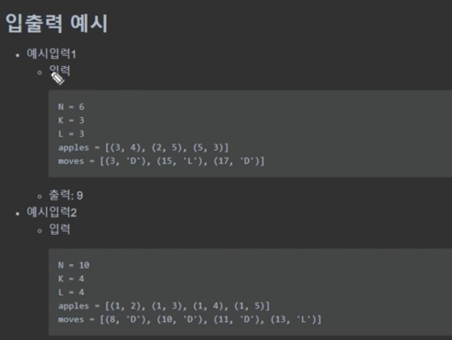 입출력 예시
예시입력1
입력
N = 6
K = 3
L = 3
apples = [(3, 4), (2, 5), (5, 3)]
moves = [(3, 'D'), (15, 'L'), (17, 'D')]
출력: 9
예시입력2
입력
N = 10
K = 4
L = 4
apples = [(1, 2), (1, 3), (1, 4), (1, 5)]
moves = [(8, 'D'), (10, 'D'), (11, 'D'), (13, 'L')]